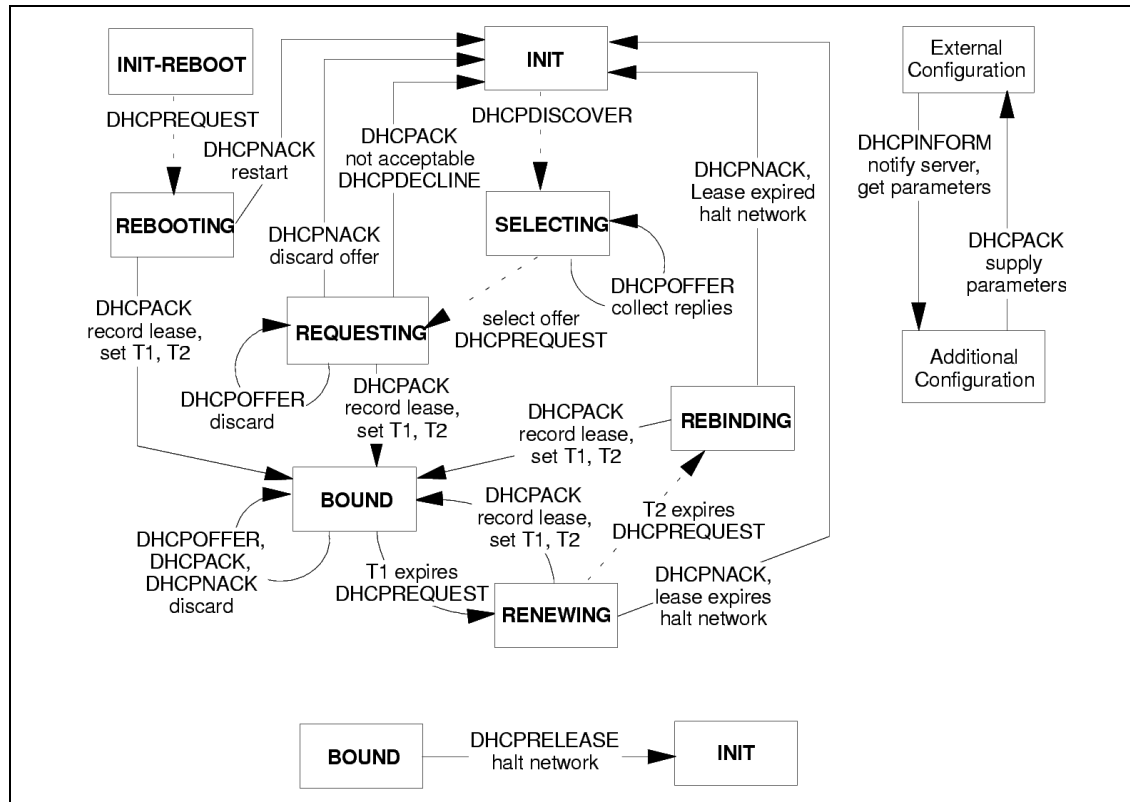 INIT-REBOOT
INIT
External
Configuration
DHCPREQUEST
DHCPNACK
restart
DHCPACK
not acceptable
DHCPDECLINE
DHCPDISCOVER
DHCPNACK,
Lease expired
halt network
DHCPINFORM
notify server,
get parameters
REBOOTING
SELECTING
DHCPNACK
discard offer
DHCPOFFER
collect replies
DHCPACK
supply
parameters
DHCPACK
record lease,
set T1, T2
REQUESTING
select offer
DHCPREQUEST
Additional
Configuration
DHCPOFFER
discard
DHCPACK
record lease,
set T1, T2
DHCPACK
record lease,
set T1, T2
REBINDING
BOUND
DHCPACK
record lease,
set T1, T2
T2 expires
DHCPREQUEST
DHCPOFFER,
DHCPACK,
DHCPNACK
discard
T1 expires
DHCPREQUEST
RENEWING
DHCPNACK,
lease expires
halt network
BOUND
DHCPRELEASE
halt network
INIT